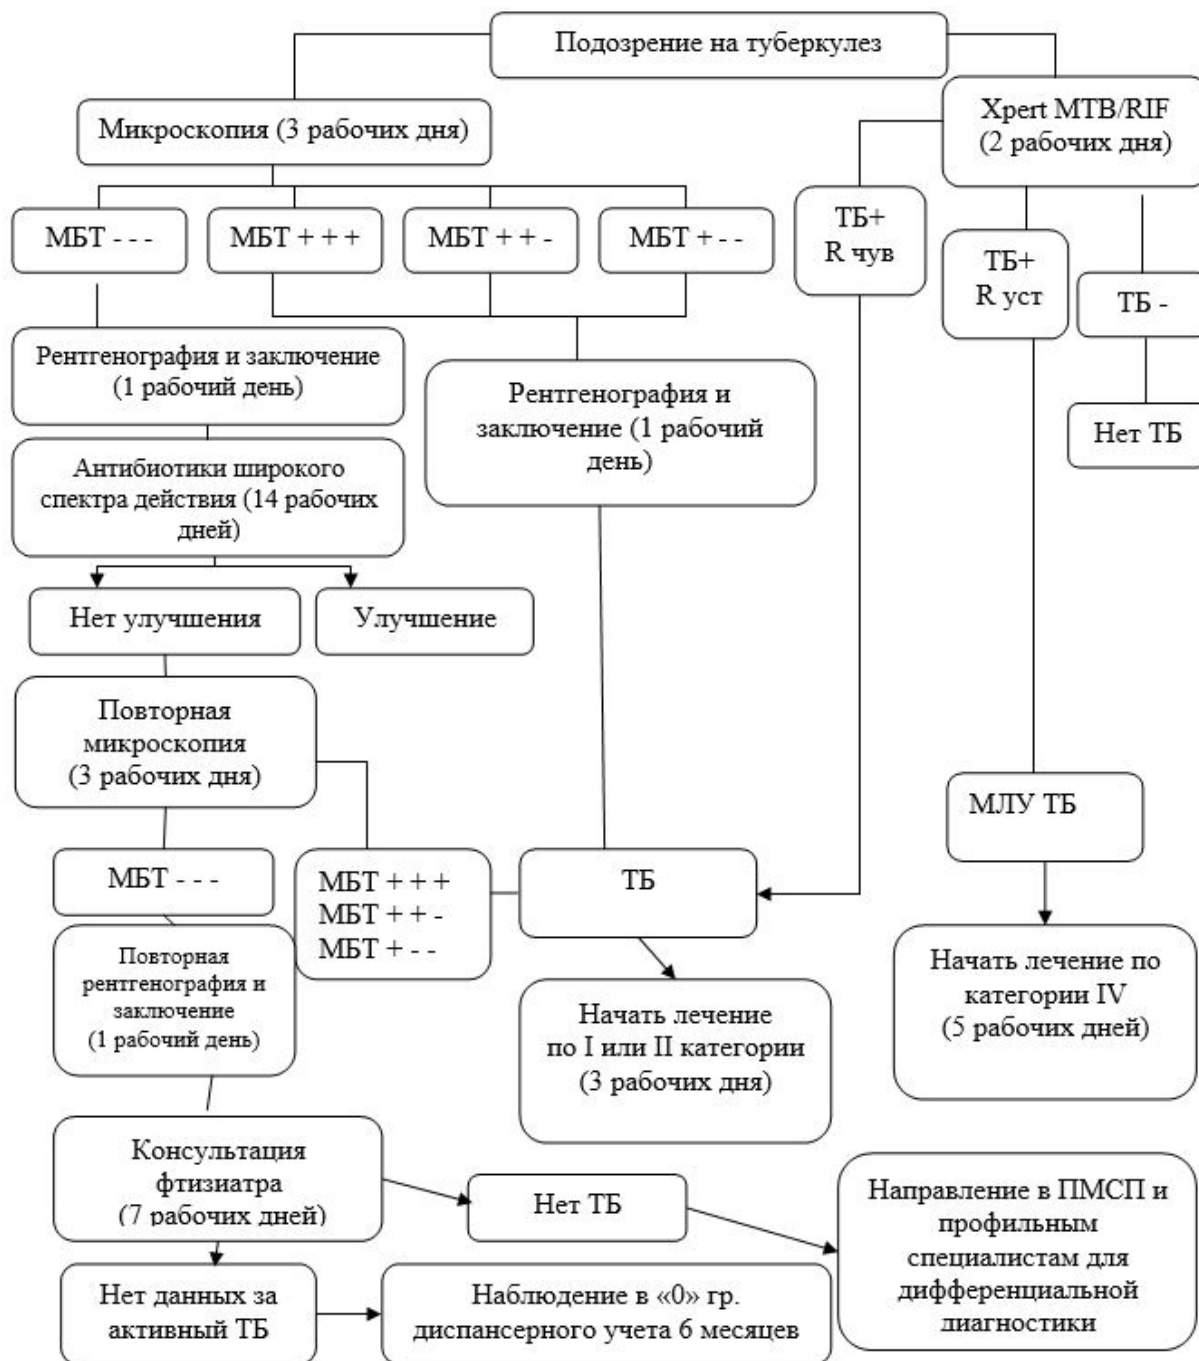 Подозрение на туберкулез
Микроскопия (3 рабочих дня)
Xpert MTB/RIF
(2 рабочих дня)
МБТ - - -
МБТ + + +
МБТ + + -
МБТ + - -
ТБ+
R чув
ТБ+
R уст
ТБ -
Рентгенография и заключение
(1 рабочий день)
Рентгенография и
заключение (1 рабочий
день)
Нет ТБ
Антибиотики широкого
спектра действия (14 рабочих
дней)
Нет улучшения
Улучшение
Повторная
микроскопия
(3 рабочих дня)
МЛУ ТБ
МБТ - - -
МБТ + + +
МБТ + + -
МБТ + - -
ТБ
Повторная
рентгенография и
заключение
(1 рабочий день)
Начать лечение
по I или II категории
(3 рабочих дня)
Начать лечение по
категории IV
(5 рабочих дней)
Консультация
фтизиатра
(7 рабочих дней)
Нет ТБ
Направление в ПМСП и
профильным
специалистам для
дифференциальной
диагностики
Нет данных за
активный ТБ
Наблюдение в «0» гр.
диспансерного учета 6 месяцев